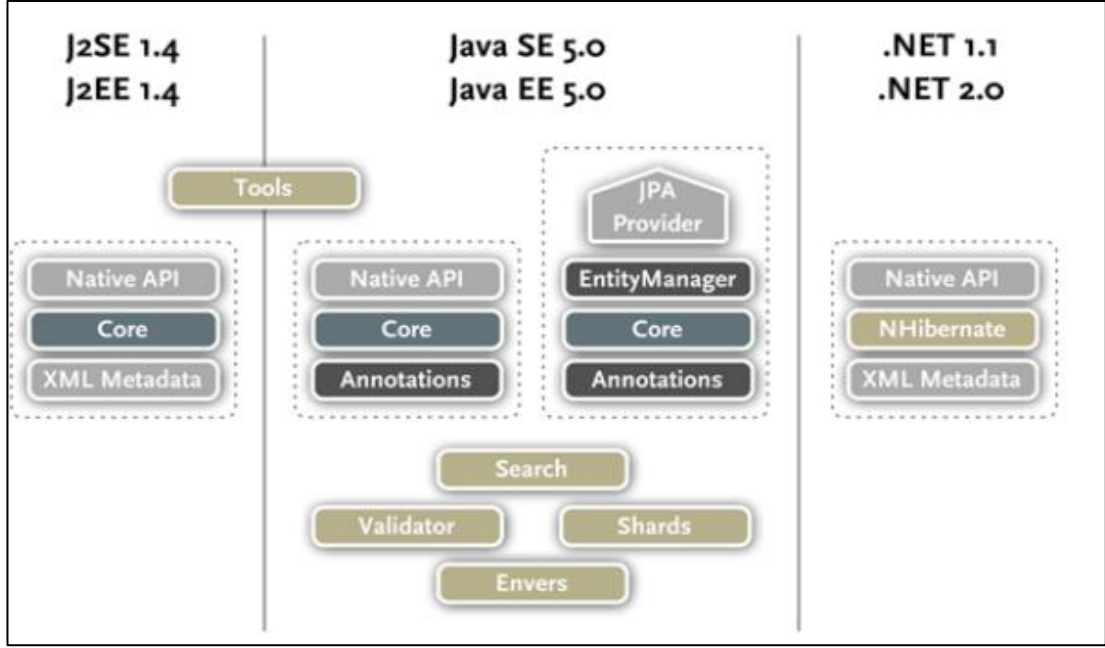 J2SE 1.4
J2EE 1.4
Java SE 5.0
Java EE 5.0
.NET 1.1
.NET 2.0
Tools
JPA
Provider
Native API
Core
XML Metadata
Native API
Core
Annotations
EntityManager
Core
Annotations
Native API
NHibernate
XML Metadata
Search
Validator
Shards
Envers